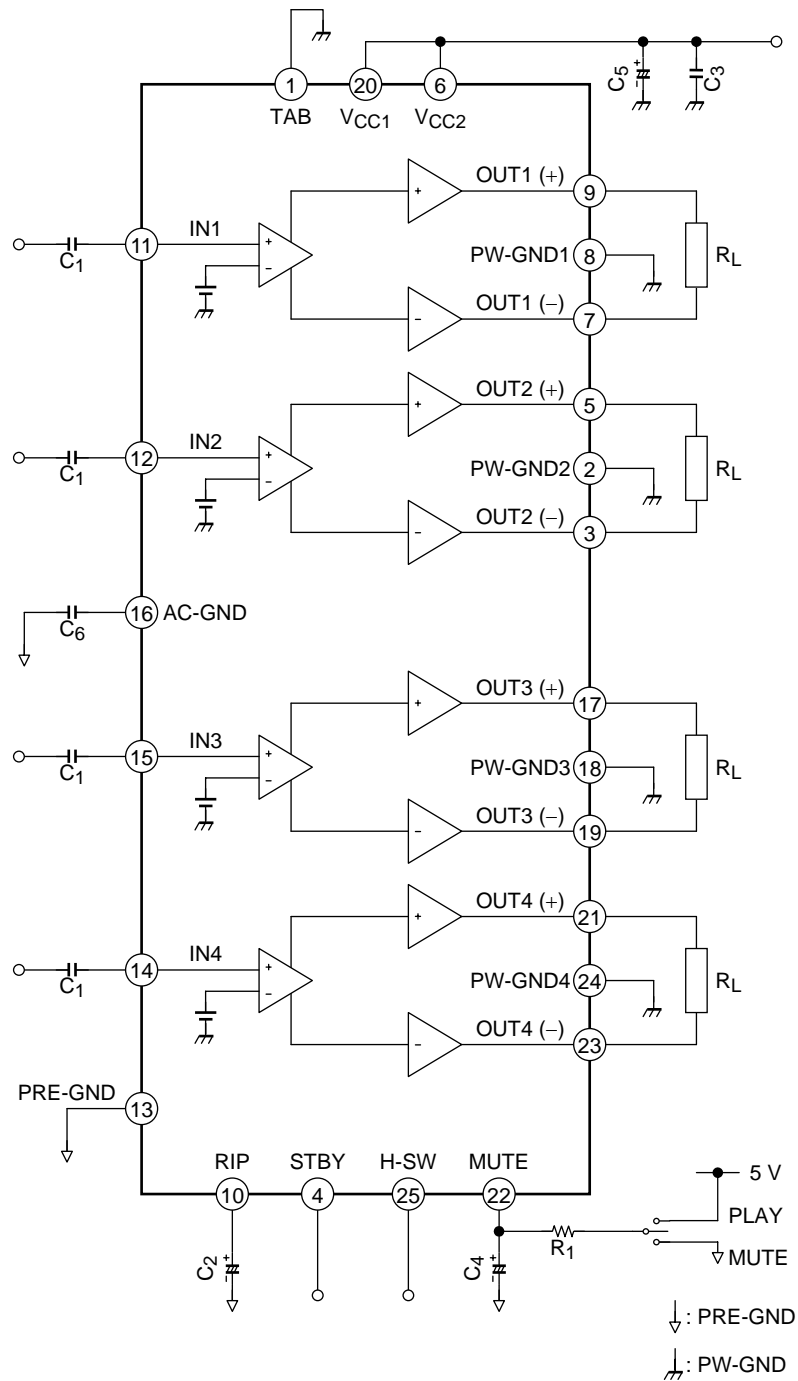 C5 + - C3
1 20 6
TAB VCC1 VCC2
OUT1 (+)
9
IN1
11
C1
+ - +
PW-GND1
8
RL
OUT1 (−)
7
-
OUT2 (+)
5
IN2
12
C1
+ - +
PW-GND2
2
RL
OUT2 (−)
3
-
16 AC-GND
C6
OUT3 (+)
17
IN3
15
C1
+ - +
PW-GND3
18
RL
OUT3 (−)
19
-
OUT4 (+)
21
IN4
14
C1
+ - +
PW-GND4
24
RL
OUT4 (−)
23
-
PRE-GND
13
RIP STBY H-SW MUTE
10 4 25 22
5 V
PLAY
R1
MUTE
C2 + - C4 + -
: PRE-GND
: PW-GND